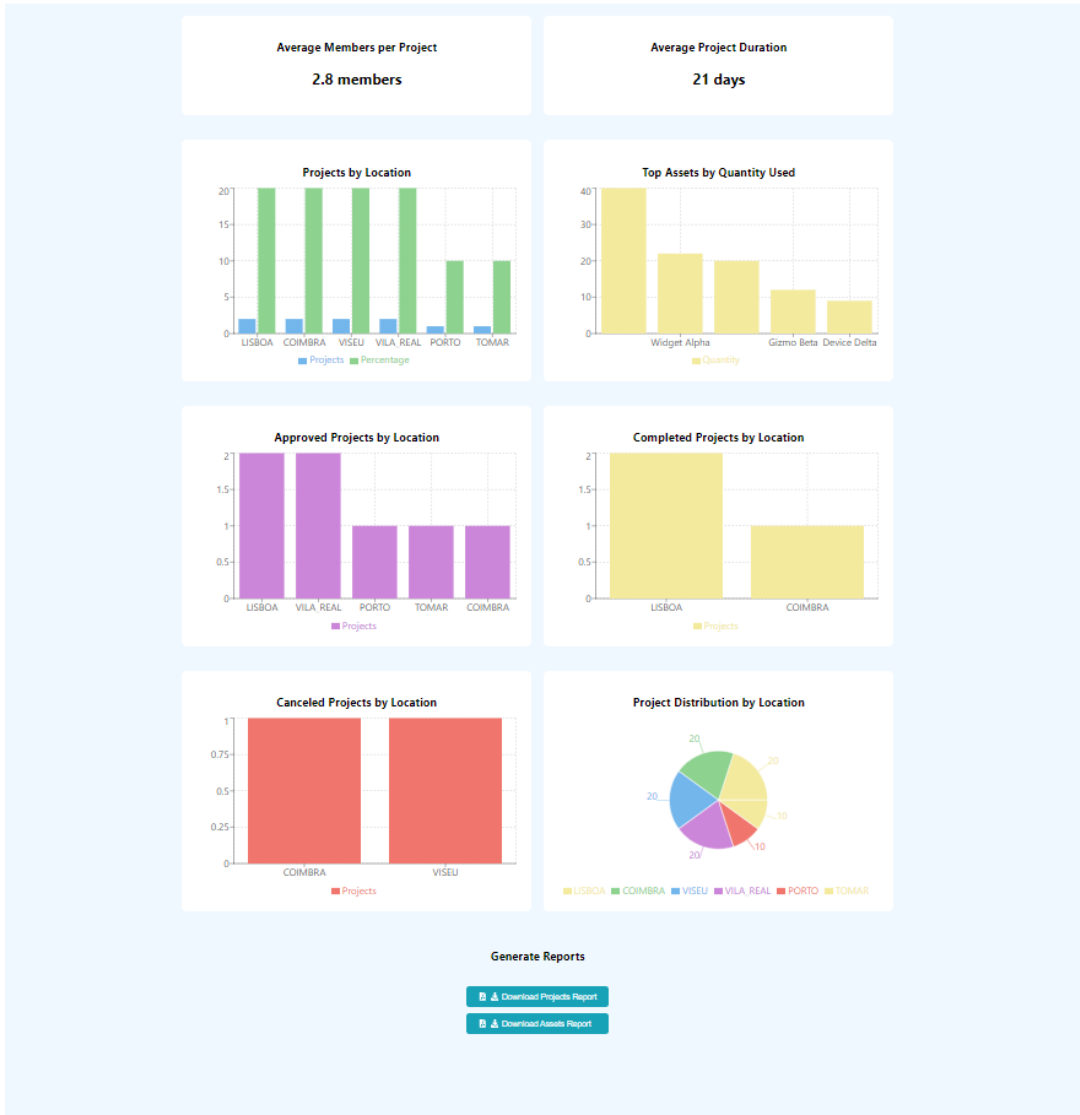 Average Members per Project
2.8 members
Average Project Duration
21 days
Projects by Location
20
15
10
5
0
LISBOA COIMBRA VISEU VILA_REAL PORTO TOMAR
Projects Percentage
Top Assets by Quantity Used
40
30
20
10
0
Widget Alpha Gizmo Beta Device Delta
Quantity
Approved Projects by Location
2
1.5
1
0.5
0
LISBOA VILA_REAL PORTO TOMAR COIMBRA
Projects
Completed Projects by Location
2
1.5
1
0.5
0
LISBOA COIMBRA
Projects
Canceled Projects by Location
1
0.75
0.5
0.25
0
COIMBRA VISEU
Projects
Project Distribution by Location
20
20
20
10
20
10
LISBOA COIMBRA VISEU VILA_REAL PORTO TOMAR
Generate Reports
Download Projects Report
Download Assets Report